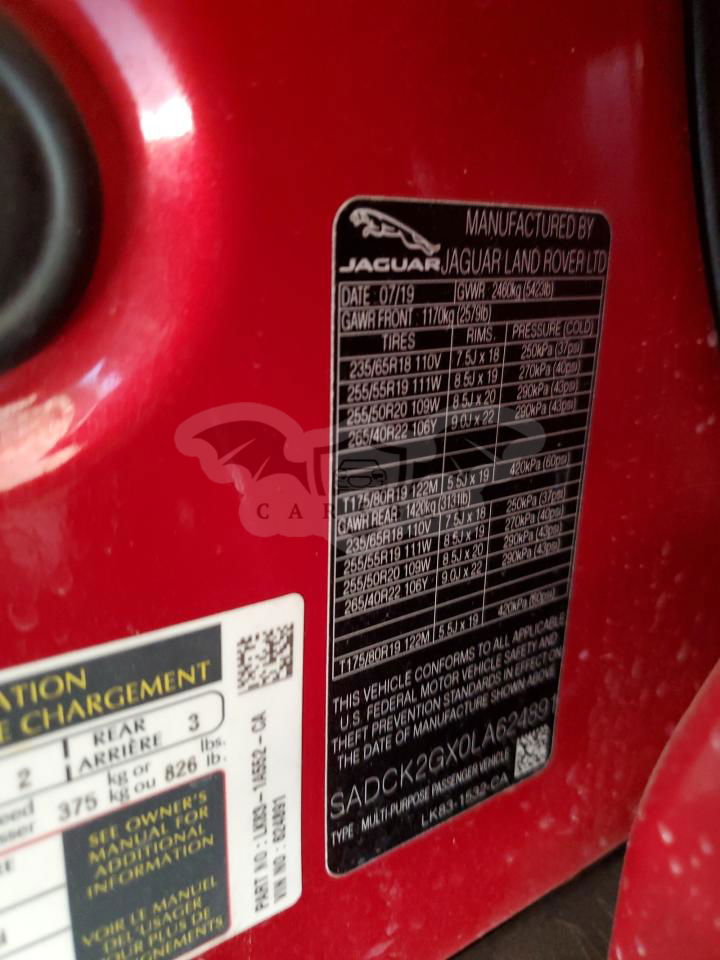 MANUFACTURED BY
JAGUAR JAGUAR LAND ROVER LTD
DATE: 07/19 GVWR: 2460kg (5423lb)
GAWR FRONT: 1170kg (2579lb)
TIRES RIMS PRESSURE (COLD)
235/65R18 110V 7.5J x 18 250kPa (37psi)
255/55R19 111W 8.5J x 19 270kPa (40psi)
255/50R20 109W 8.5J x 20 290kPa (43psi)
265/40R22 106Y 9.0J x 22 290kPa (43psi)
T175/80R19 122M 5.5J x 19 420kPa (60psi)
GAWR REAR: 1420kg (3131lb)
235/65R18 110V 7.5J x 18 250kPa (37psi)
255/55R19 111W 8.5J x 19 270kPa (40psi)
255/50R20 109W 8.5J x 20 290kPa (43psi)
265/40R22 106Y 9.0J x 22 290kPa (43psi)
T175/80R19 122M 5.5J x 19 420kPa (60psi)
THIS VEHICLE CONFORMS TO ALL APPLICABLE
U.S. FEDERAL MOTOR VEHICLE SAFETY AND
THEFT PREVENTION STANDARDS IN EFFECT ON
THE DATE OF MANUFACTURE SHOWN ABOVE
SADCK2GX0LA624891
TYPE: MULTI-PURPOSE PASSENGER VEHICLE
LK83-1532-CA
CAR
ATION
E CHARGEMENT
2 REAR 3
ARRIÈRE
375 kg or 826 lbs.
kg ou lb.
SEE OWNER'S
MANUAL FOR
ADDITIONAL
INFORMATION
VOIR LE MANUEL
DE L'USAGER
POUR PLUS DE
PART NO: LK83-1A5552-CA
VIN NO: 624891